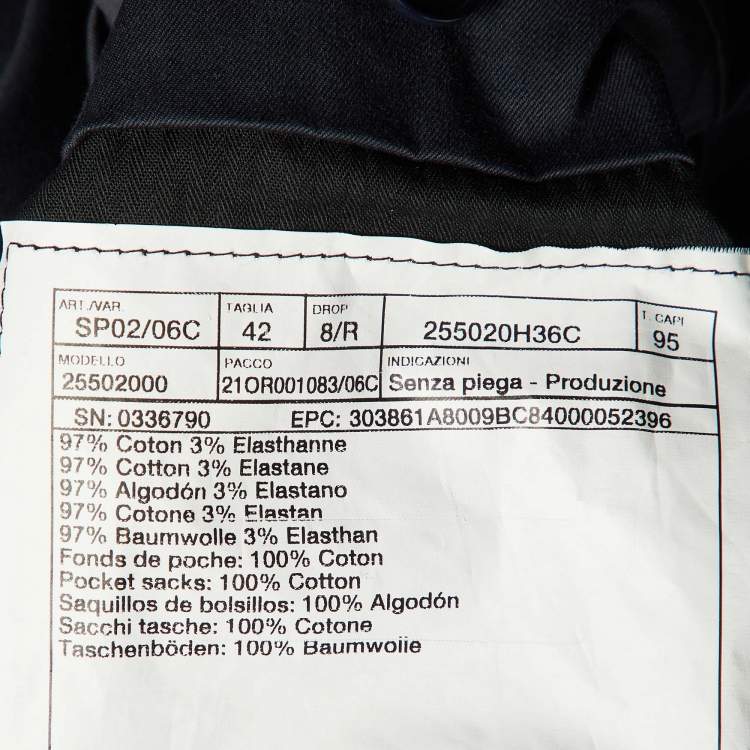 ART./VAR. TAGLIA DROP T. CAPI
SP02/06C 42 8/R 255020H36C 95
MODELLO PACCO INDICAZIONI
25502000 21OR001083/06C Senza piega - Produzione
SN: 0336790 EPC: 303861A8009BC84000052396
97% Coton 3% Elasthanne
97% Cotton 3% Elastane
97% Algodón 3% Elastano
97% Cotone 3% Elastan
97% Baumwolle 3% Elasthan
Fonds de poche: 100% Coton
Pocket sacks: 100% Cotton
Saquillos de bolsillos: 100% Algodón
Sacchi tasche: 100% Cotone
Taschenböden: 100% Baumwolle